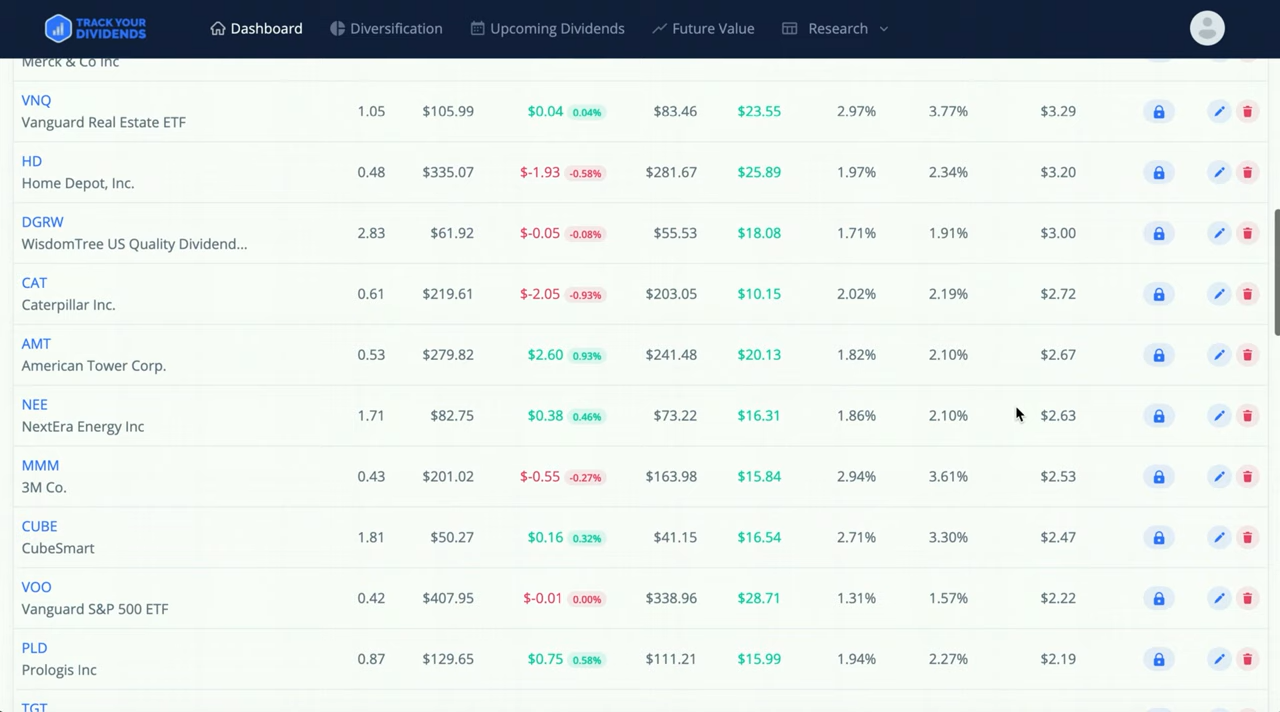 TRACK YOUR
DIVIDENDS
Dashboard Diversification Upcoming Dividends Future Value Research
Merck & Co Inc
VNQ
Vanguard Real Estate ETF
1.05 $105.99 $0.04 0.04% $83.46 $23.55 2.97% 3.77% $3.29
HD
Home Depot, Inc.
0.48 $335.07 $-1.93 -0.58% $281.67 $25.89 1.97% 2.34% $3.20
DGRW
WisdomTree US Quality Dividend...
2.83 $61.92 $-0.05 -0.08% $55.53 $18.08 1.71% 1.91% $3.00
CAT
Caterpillar Inc.
0.61 $219.61 $-2.05 -0.93% $203.05 $10.15 2.02% 2.19% $2.72
AMT
American Tower Corp.
0.53 $279.82 $2.60 0.93% $241.48 $20.13 1.82% 2.10% $2.67
NEE
NextEra Energy Inc
1.71 $82.75 $0.38 0.46% $73.22 $16.31 1.86% 2.10% $2.63
MMM
3M Co.
0.43 $201.02 $-0.55 -0.27% $163.98 $15.84 2.94% 3.61% $2.53
CUBE
CubeSmart
1.81 $50.27 $0.16 0.32% $41.15 $16.54 2.71% 3.30% $2.47
VOO
Vanguard S&P 500 ETF
0.42 $407.95 $-0.01 0.00% $338.96 $28.71 1.31% 1.57% $2.22
PLD
Prologis Inc
0.87 $129.65 $0.75 0.58% $111.21 $15.99 1.94% 2.27% $2.19
TGT